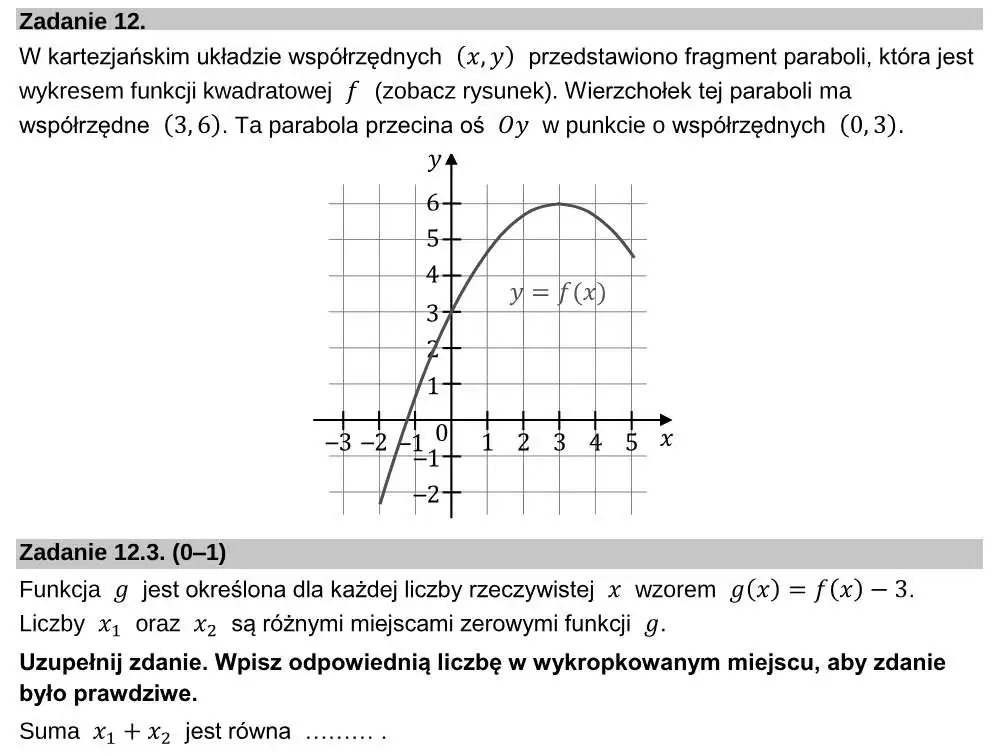 Zadanie 12.
W kartezjańskim układzie współrzędnych (x, y) przedstawiono fragment paraboli, która jest
wykresem funkcji kwadratowej f (zobacz rysunek). Wierzchołek tej paraboli ma
współrzędne (3, 6). Ta parabola przecina oś Oy w punkcie o współrzędnych (0, 3).
y
6
5
4
y = f(x)
3
2
1
0
–3 –2 –1 1 2 3 4 5 x
–1
–2
Zadanie 12.3. (0–1)
Funkcja g jest określona dla każdej liczby rzeczywistej x wzorem g(x) = f(x) − 3.
Liczby x₁ oraz x₂ są różnymi miejscami zerowymi funkcji g.
Uzupełnij zdanie. Wpisz odpowiednią liczbę w wykropkowanym miejscu, aby zdanie
było prawdziwe.
Suma x₁ + x₂ jest równa ……… .